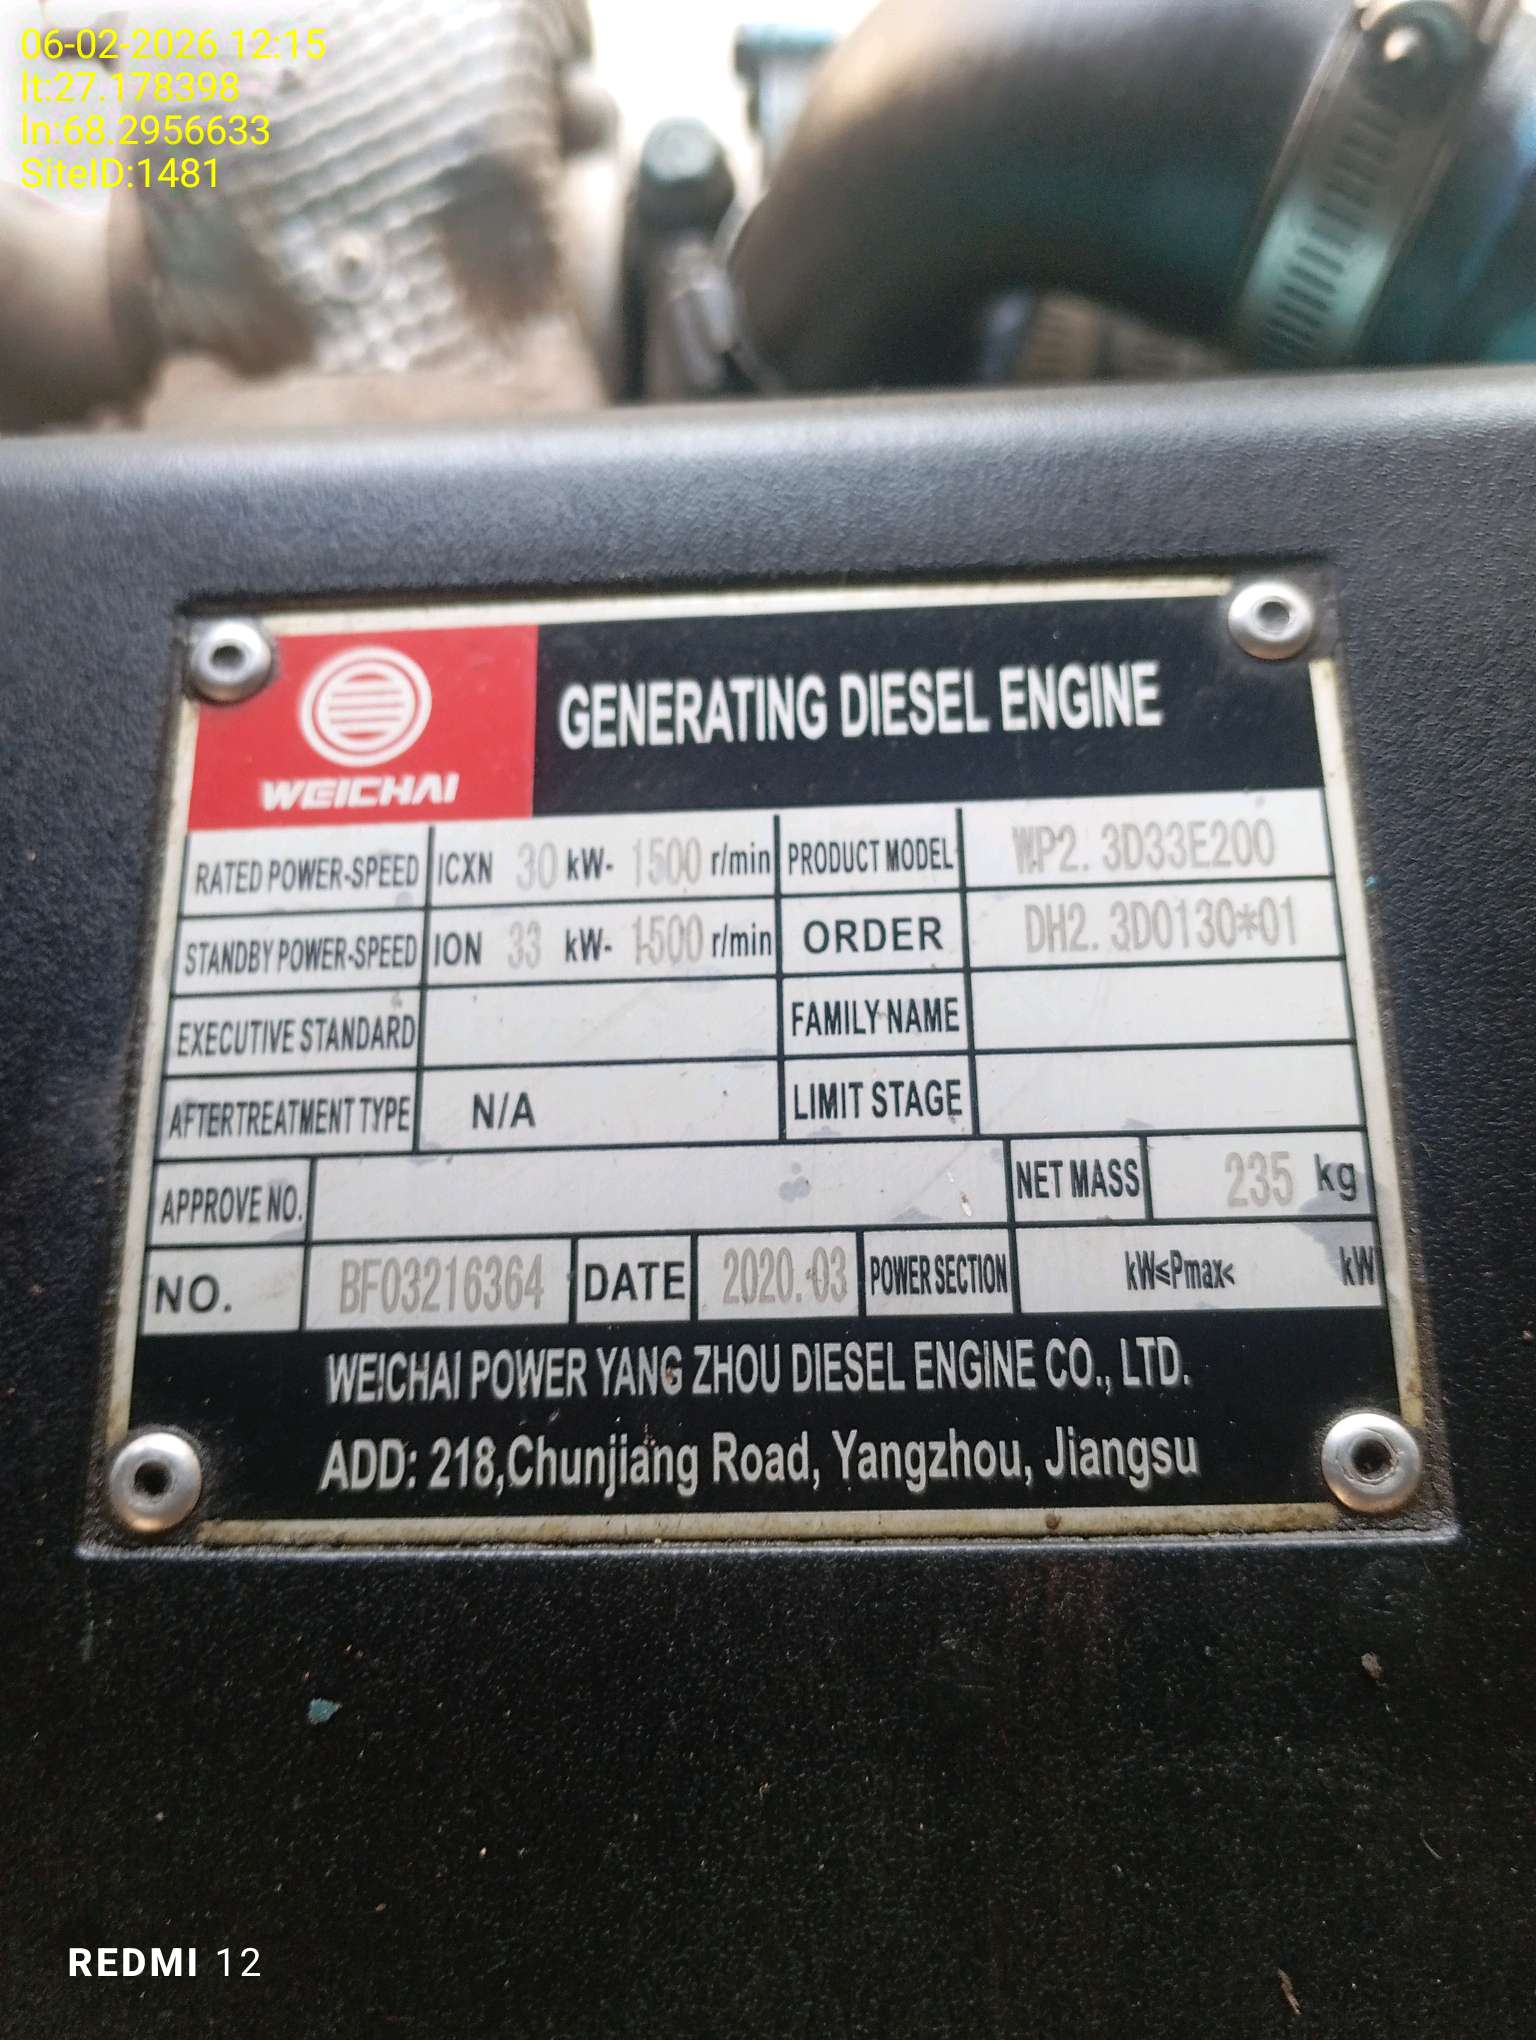 06-02-2026 12:15
lt:27.178398
ln:68.2956633
SiteID:1481
WEICHAI
GENERATING DIESEL ENGINE
RATED POWER-SPEED ICXN 30 kW- 1500 r/min PRODUCT MODEL WP2.3D33E200
STANDBY POWER-SPEED ION 33 kW- 1500 r/min ORDER DH2.3D0130*01
EXECUTIVE STANDARD FAMILY NAME
AFTERTREATMENT TYPE N/A LIMIT STAGE
APPROVE NO. NET MASS 235 kg
NO. BF03216364 DATE 2020.03 POWER SECTION kW≤Pmax< kW
WEICHAI POWER YANG ZHOU DIESEL ENGINE CO., LTD.
ADD: 218,Chunjiang Road, Yangzhou, Jiangsu
REDMI 12